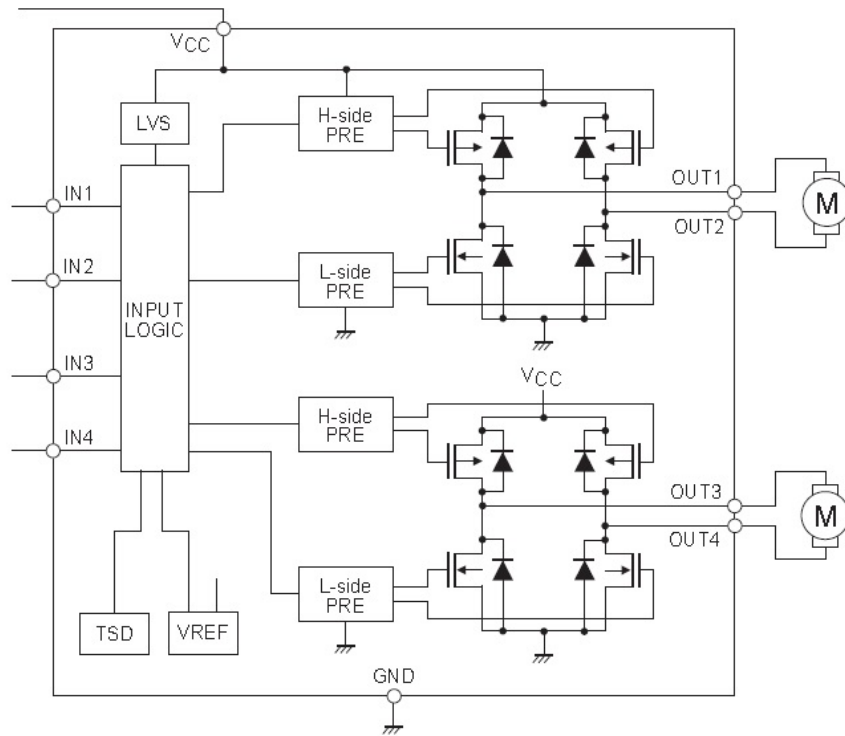 VCC
LVS
H-side
PRE
OUT1
M
IN1
OUT2
IN2
L-side
PRE
INPUT
LOGIC
IN3
VCC
H-side
PRE
IN4
OUT3
M
OUT4
L-side
PRE
TSD
VREF
GND